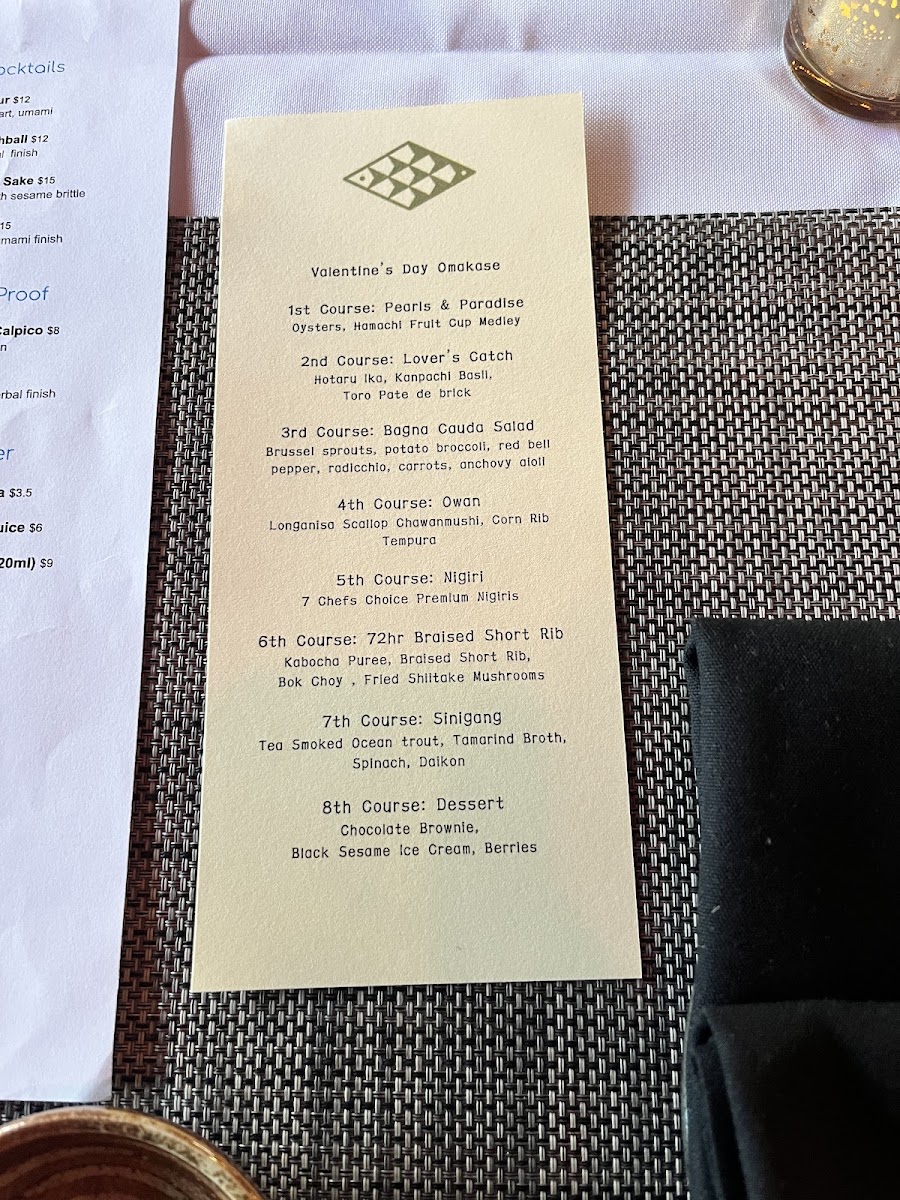 ocktails
ur $12
art, umami
hball $12
l finish
Sake $15
h sesame brittle
15
mami finish
Proof
Calpico $8
n
rbal finish
er
a $3.5
uice $6
20ml) $9
Valentine's Day Omakase
1st Course: Pearls & Paradise
Oysters, Hamachi Fruit Cup Medley
2nd Course: Lover's Catch
Hotaru Ika, Kanpachi Basil,
Toro Pate de brick
3rd Course: Bagna Cauda Salad
Brussel sprouts, potato broccoli, red bell
pepper, radicchio, carrots, anchovy aioli
4th Course: Owan
Longanisa Scallop Chawanmushi, Corn Rib
Tempura
5th Course: Nigiri
7 Chefs Choice Premium Nigiris
6th Course: 72hr Braised Short Rib
Kabocha Puree, Braised Short Rib,
Bok Choy , Fried Shiitake Mushrooms
7th Course: Sinigang
Tea Smoked Ocean trout, Tamarind Broth,
Spinach, Daikon
8th Course: Dessert
Chocolate Brownie,
Black Sesame Ice Cream, Berries